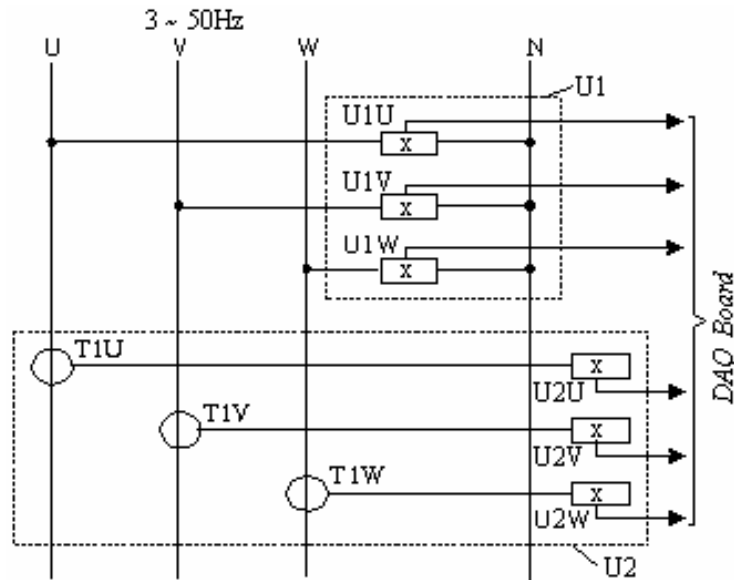 3 ~ 50Hz
U V W N
U1
U1U
X
U1V
X
U1W
X
DAQ Board
T1U
X
U2U
T1V
X
U2V
T1W
X
U2W
U2